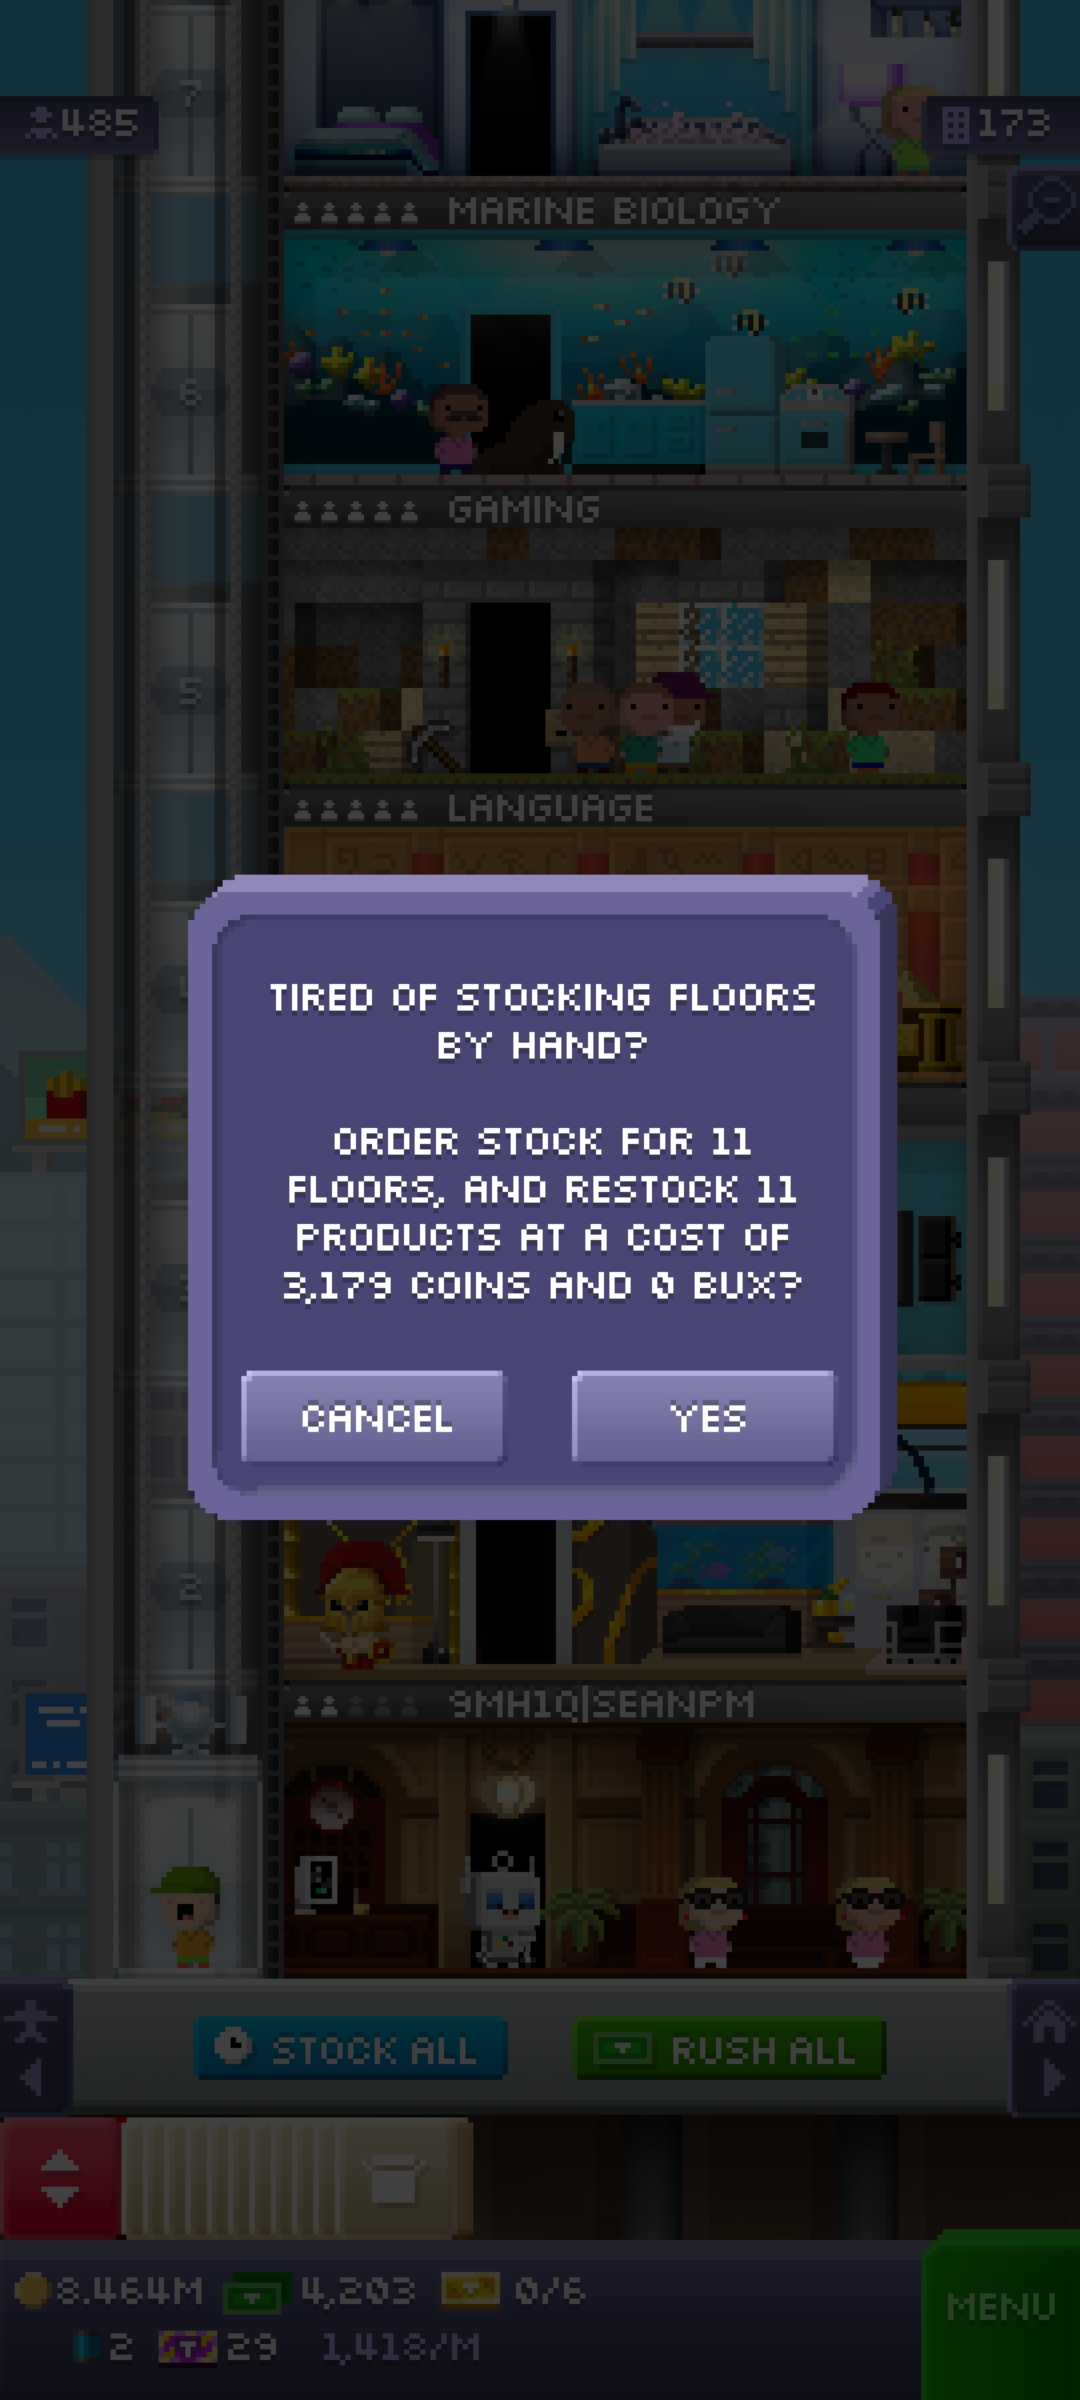 7
485
173
MARINE BIOLOGY
6
GAMING
5
LANGUAGE
TIRED OF STOCKING FLOORS
BY HAND?
ORDER STOCK FOR 11
FLOORS, AND RESTOCK 11
PRODUCTS AT A COST OF
3,179 COINS AND 0 BUX?
CANCEL
YES
2
9MH1Q|SEANPM
STOCK ALL
RUSH ALL
8.464M 4,203 0/6
MENU
2 29 1,418/M